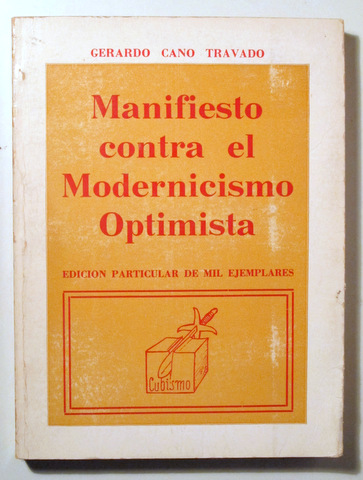 GERARDO CANO TRAVADO
Manifiesto
contra el
Modernicismo
Optimista
EDICION PARTICULAR DE MIL EJEMPLARES
Cubismo